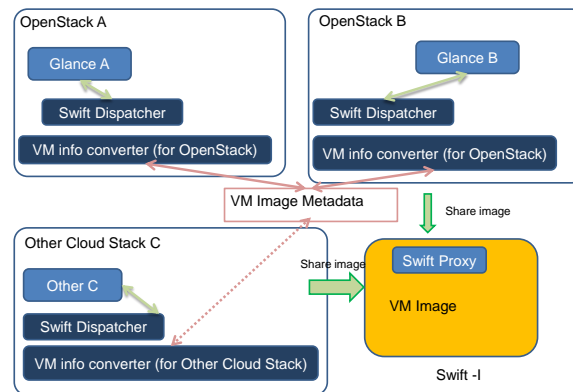 OpenStack A
Glance A
Swift Dispatcher
VM info converter (for OpenStack)
OpenStack B
Glance B
Swift Dispatcher
VM info converter (for OpenStack)
VM Image Metadata
Share image
Other Cloud Stack C
Other C
Swift Dispatcher
VM info converter (for Other Cloud Stack)
Share image
Swift Proxy
VM Image
Swift -I